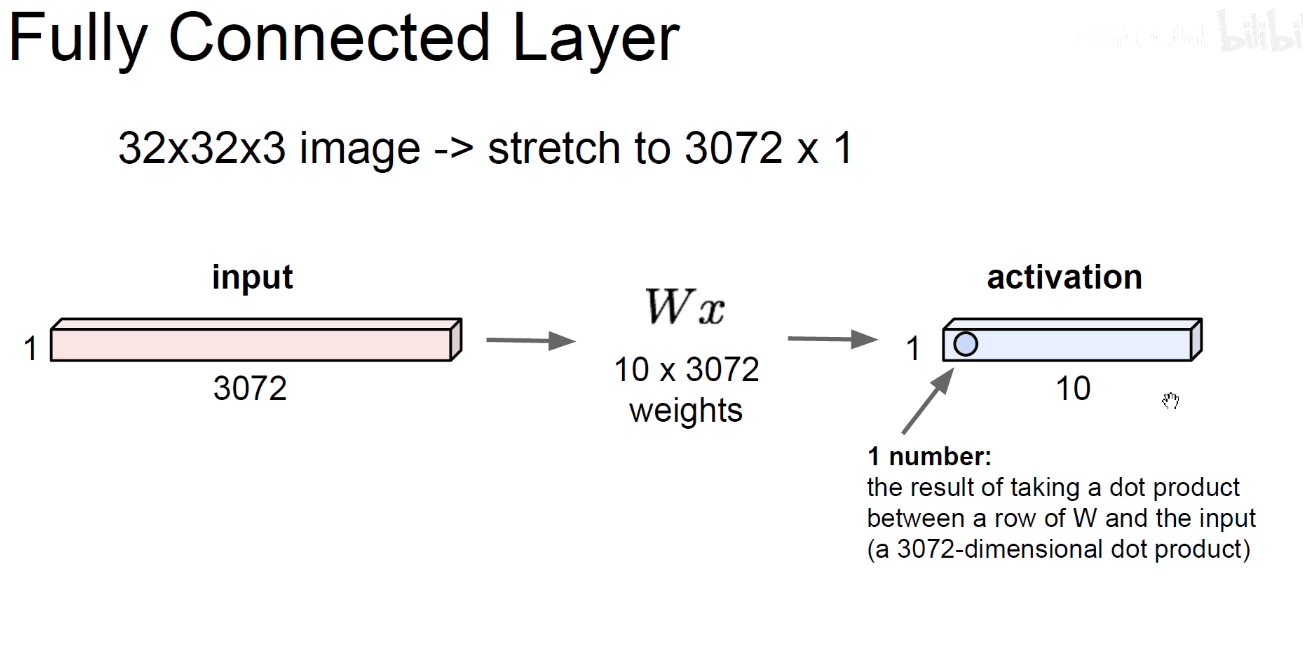 Fully Connected Layer
32x32x3 image -> stretch to 3072 x 1
input
1
3072
Wx
10 x 3072
weights
activation
1
10
1 number:
the result of taking a dot product
between a row of W and the input
(a 3072-dimensional dot product)
bilibili